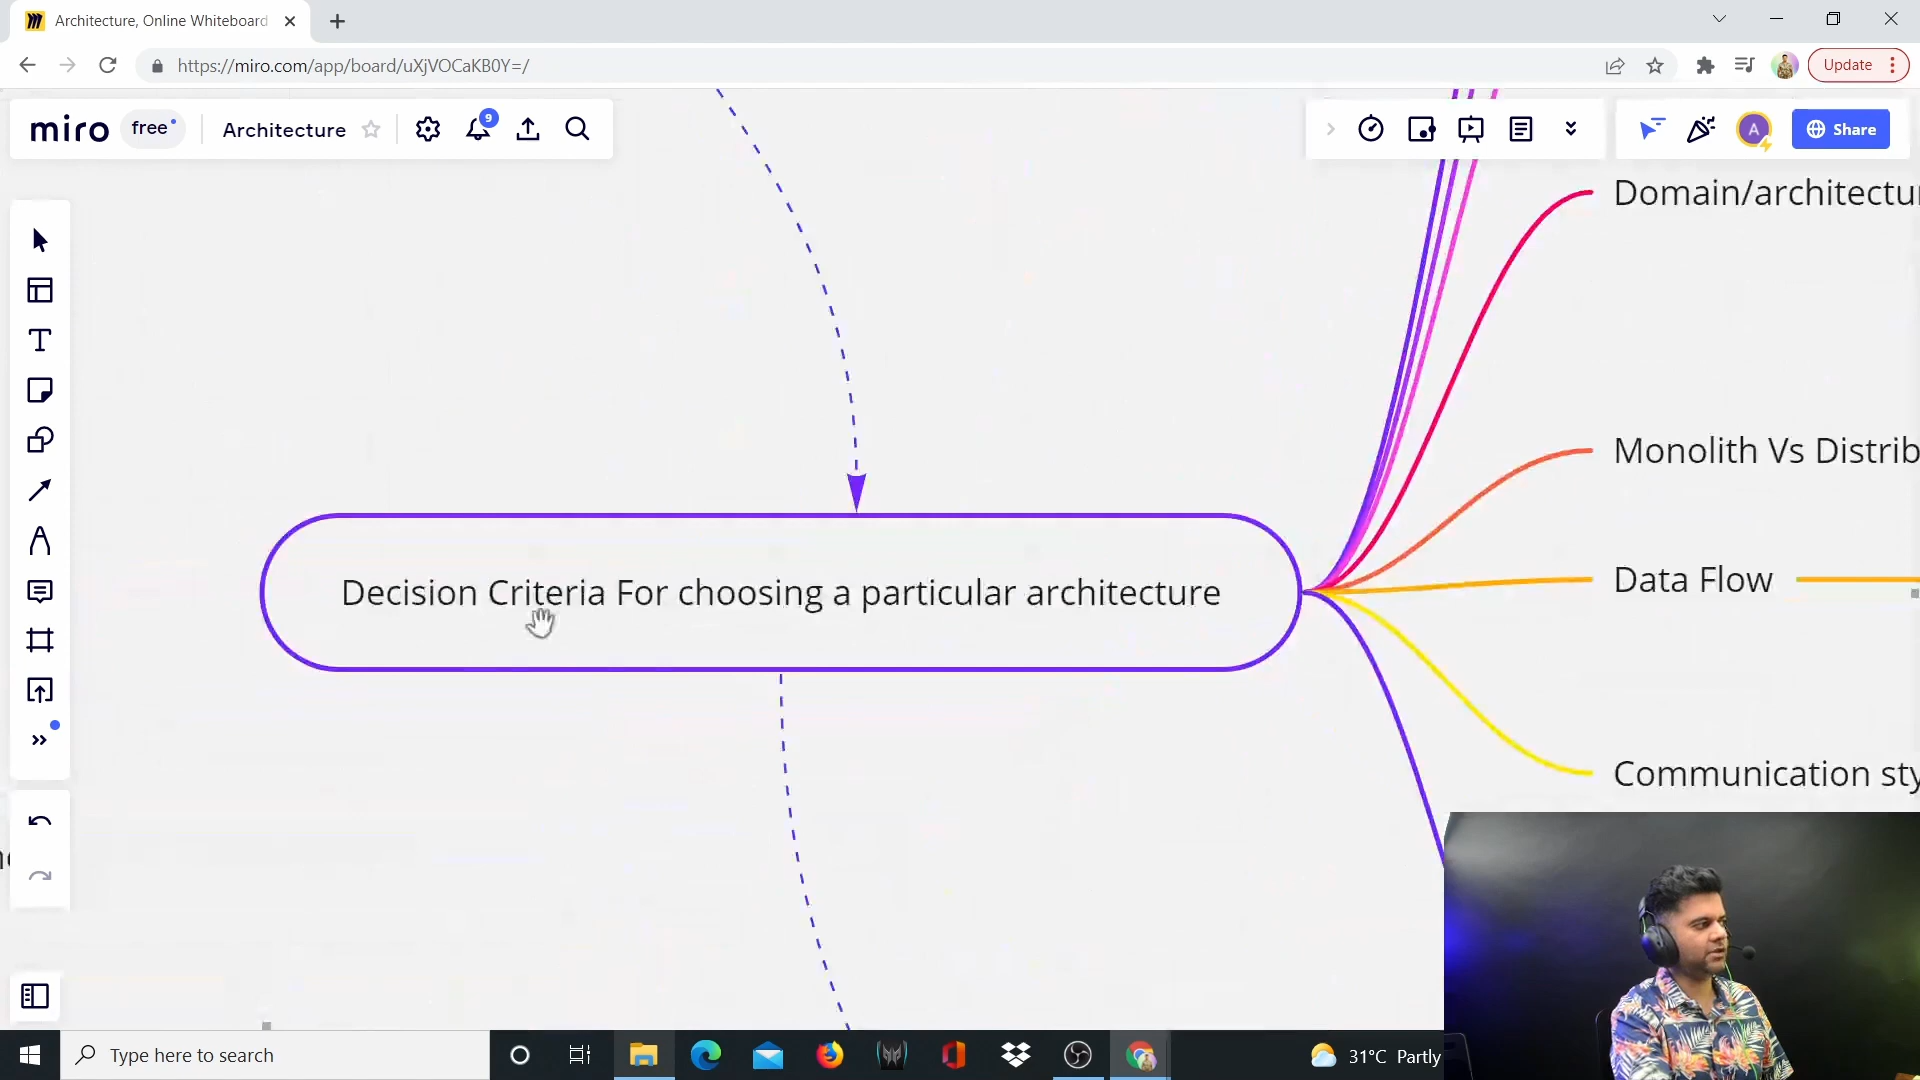 Architecture, Online Whiteboard
https://miro.com/app/board/uXjVOCaKB0Y=/
Update
miro
free
Architecture
9
A
Share
Domain/architectu
Monolith Vs Distrib
Decision Criteria For choosing a particular architecture
Data Flow
Communication sty
Type here to search
31°C Partly